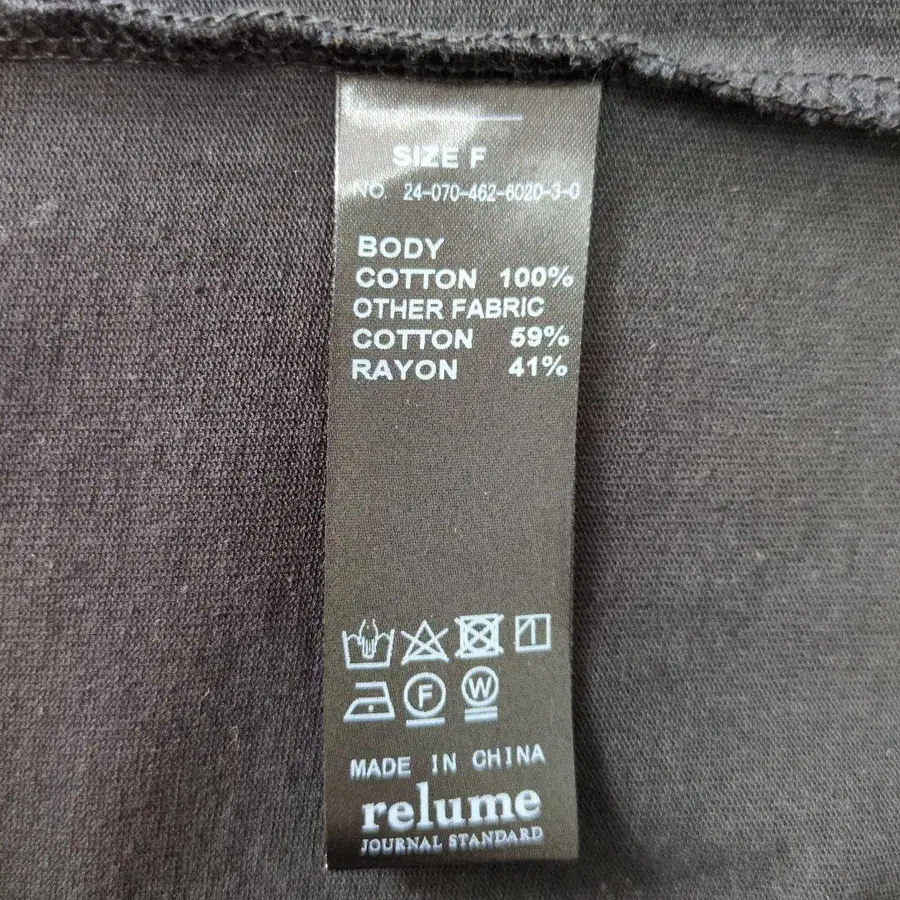 SIZE F
NO. 24-070-462-6020-3-0
BODY
COTTON 100%
OTHER FABRIC
COTTON 59%
RAYON 41%
F W
MADE IN CHINA
relume
JOURNAL STANDARD